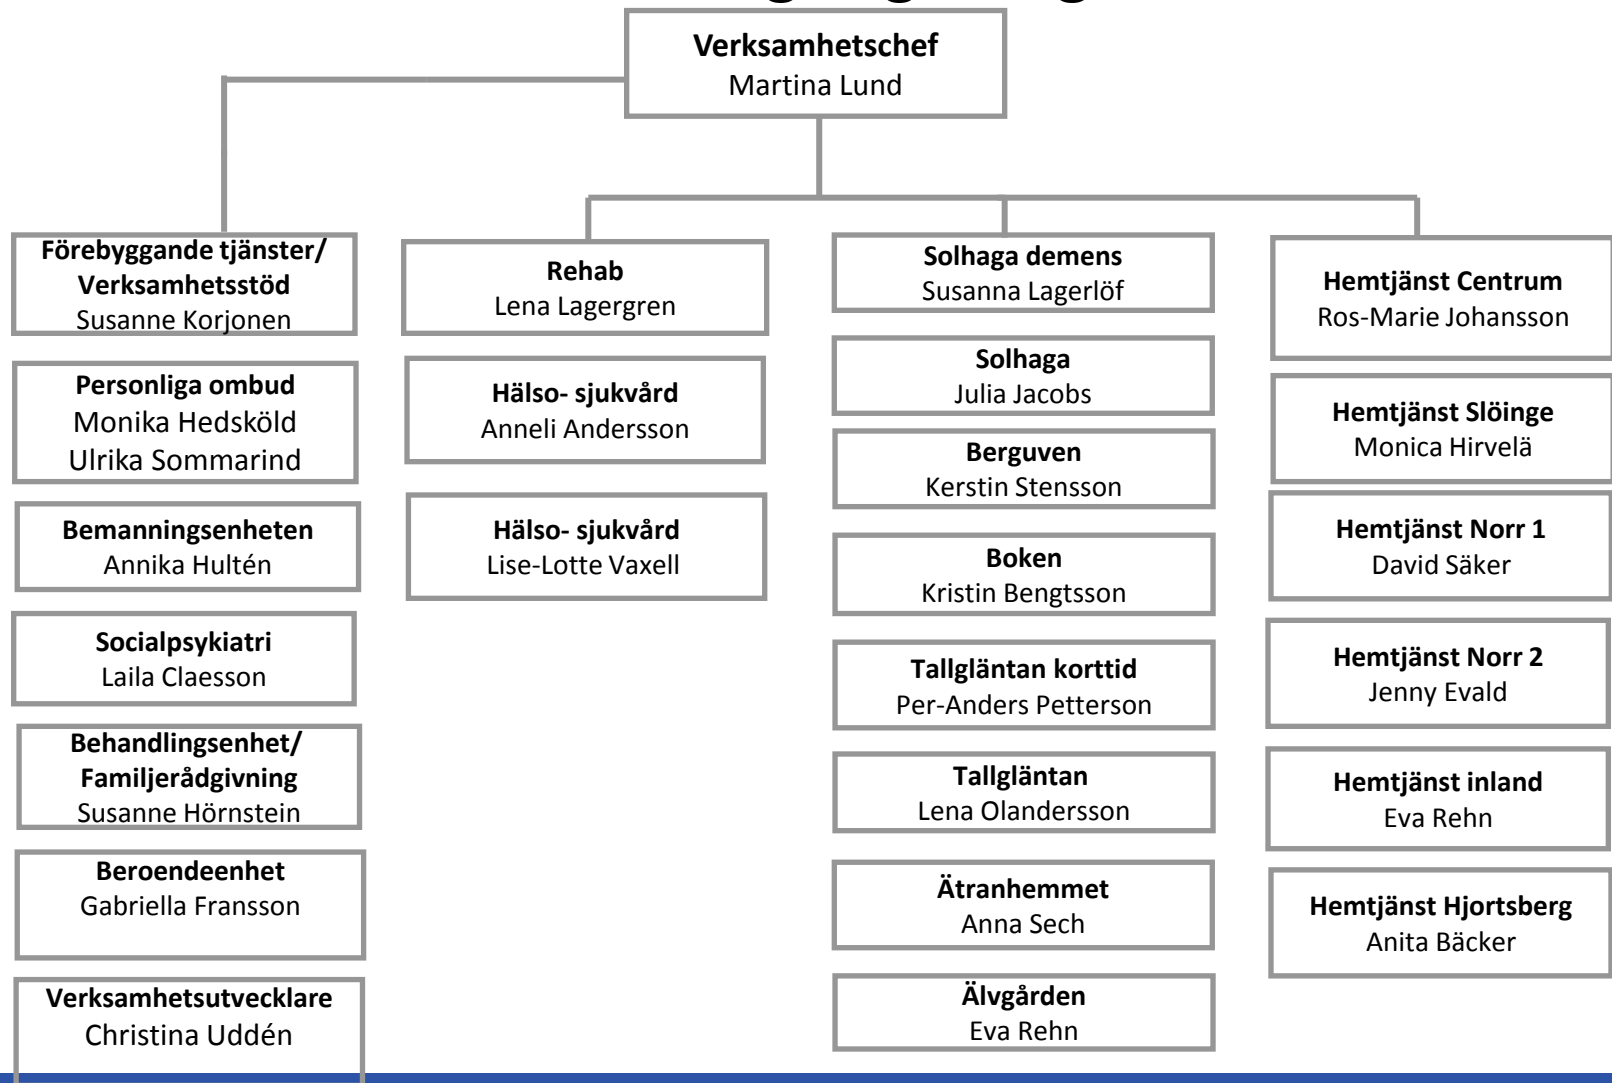 Verksamhetschef
Martina Lund
Förebyggande tjänster/
Verksamhetsstöd
Susanne Korjonen
Personliga ombud
Monika Hedsköld
Ulrika Sommarind
Bemanningsenheten
Annika Hultén
Socialpsykiatri
Laila Claesson
Behandlingsenhet/
Familjerådgivning
Susanne Hörnstein
Beroendeenhet
Gabriella Fransson
Verksamhetsutvecklare
Christina Uddén
Rehab
Lena Lagergren
Hälso- sjukvård
Anneli Andersson
Hälso- sjukvård
Lise-Lotte Vaxell
Solhaga demens
Susanna Lagerlöf
Solhaga
Julia Jacobs
Berguven
Kerstin Stensson
Boken
Kristin Bengtsson
Tallgläntan korttid
Per-Anders Petterson
Tallgläntan
Lena Olandersson
Ätranhemmet
Anna Sech
Älvgården
Eva Rehn
Hemtjänst Centrum
Ros-Marie Johansson
Hemtjänst Slöinge
Monica Hirvelä
Hemtjänst Norr 1
David Säker
Hemtjänst Norr 2
Jenny Evald
Hemtjänst inland
Eva Rehn
Hemtjänst Hjortsberg
Anita Bäcker